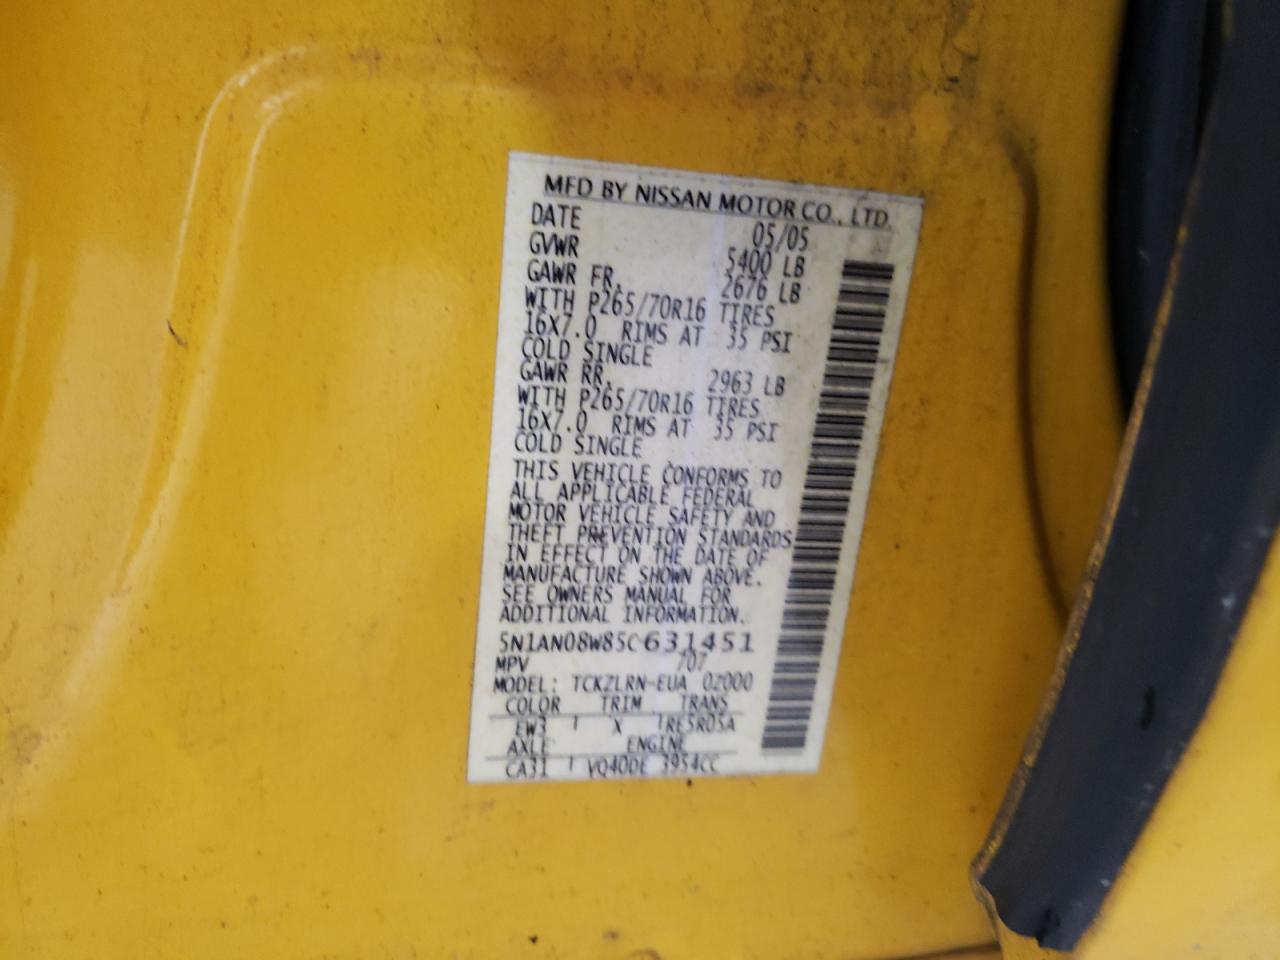 MFD BY NISSAN MOTOR CO., LTD.
DATE 05/05
GVWR 5400 LB
GAWR FR. 2676 LB
WITH P265/70R16 TIRES
16X7.0 RIMS AT 35 PSI
COLD SINGLE
GAWR RR. 2963 LB
WITH P265/70R16 TIRES
16X7.0 RIMS AT 35 PSI
COLD SINGLE
THIS VEHICLE CONFORMS TO
ALL APPLICABLE FEDERAL
MOTOR VEHICLE SAFETY AND
THEFT PREVENTION STANDARDS
IN EFFECT ON THE DATE OF
MANUFACTURE SHOWN ABOVE.
SEE OWNERS MANUAL FOR
ADDITIONAL INFORMATION.
5N1AN08W85C631451
MPV 707
MODEL: TCKZLRN-EUA 0Z000
COLOR TRIM TRANS
EW3 X RE5R05A
AXLE ENGINE
CA31 VQ40DE 3954CC